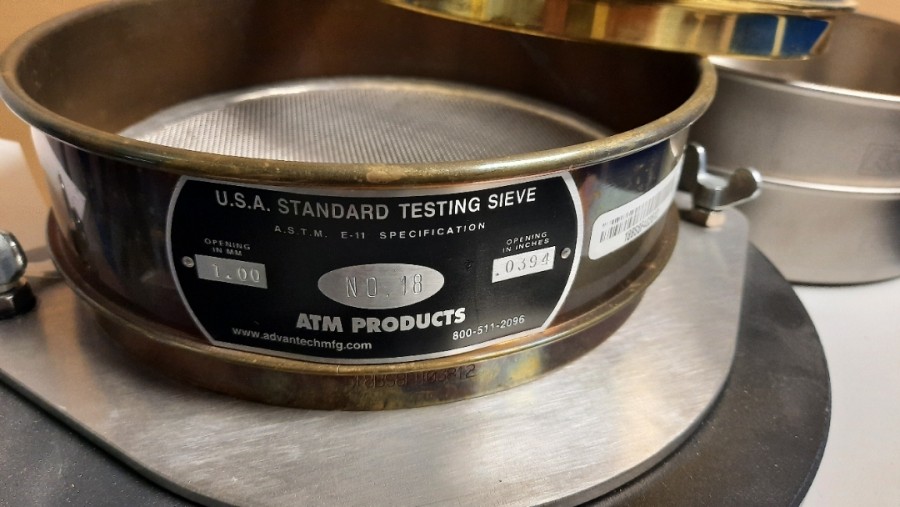 U.S.A. STANDARD TESTING SIEVE
A.S.T.M. E-11 SPECIFICATION
OPENING
IN MM
1.00
OPENING
IN INCHES
.0394
NO. 18
ATM PRODUCTS
www.advantechmfg.com
800-511-2096